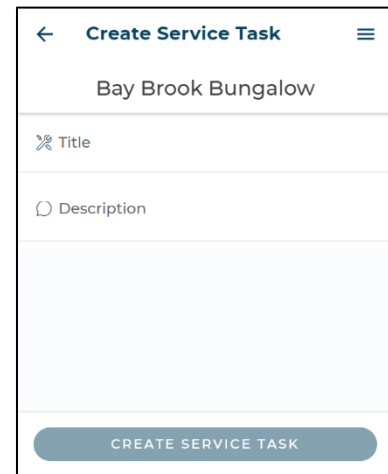 Create Service Task
Bay Brook Bungalow
Title
Description
CREATE SERVICE TASK